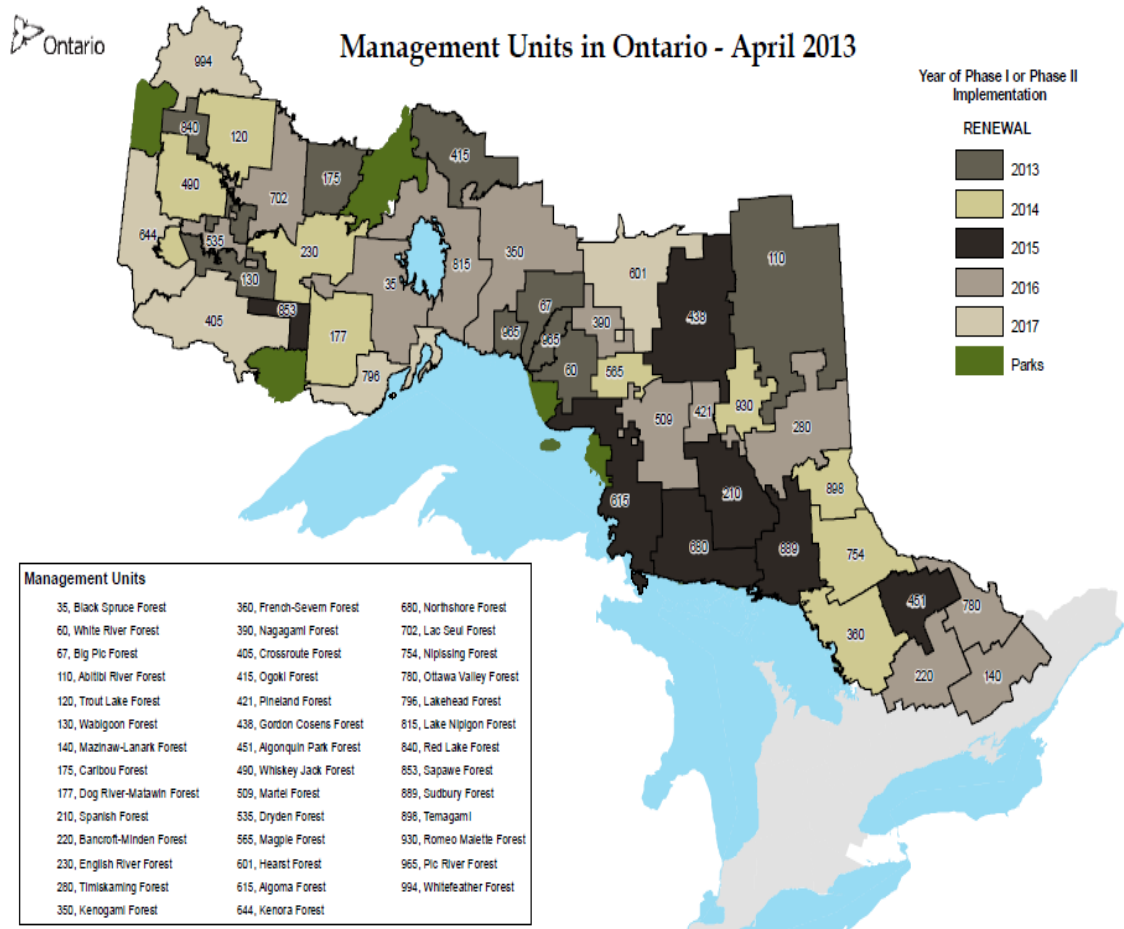 Ontario
Management Units in Ontario - April 2013
Year of Phase I or Phase II
Implementation
RENEWAL
2013
2014
2015
2016
2017
Parks
994
840
120
415
175
490
702
644
535
230
815
350
110
601
130
35
67
438
853
405
390
177
965
965
60
565
796
930
509
421
280
898
615
210
680
889
754
451
780
360
220
140
Management Units
35, Black Spruce Forest
60, White River Forest
67, Big Pic Forest
110, Abitibi River Forest
120, Trout Lake Forest
130, Wabigoon Forest
140, Mazinaw-Lanark Forest
175, Caribou Forest
177, Dog River-Matawin Forest
210, Spanish Forest
220, Bancroft-Minden Forest
230, English River Forest
280, Timiskaming Forest
350, Kenogami Forest
360, French-Severn Forest
390, Nagagami Forest
405, Crossroute Forest
415, Ogoki Forest
421, Pineland Forest
438, Gordon Cosens Forest
451, Algonquin Park Forest
490, Whiskey Jack Forest
509, Martel Forest
535, Dryden Forest
565, Magpie Forest
601, Hearst Forest
615, Algoma Forest
644, Kenora Forest
680, Northshore Forest
702, Lac Seul Forest
754, Nipissing Forest
780, Ottawa Valley Forest
796, Lakehead Forest
815, Lake Nipigon Forest
840, Red Lake Forest
853, Sapawe Forest
889, Sudbury Forest
898, Temagami
930, Romeo Malette Forest
965, Pic River Forest
994, Whitefeather Forest